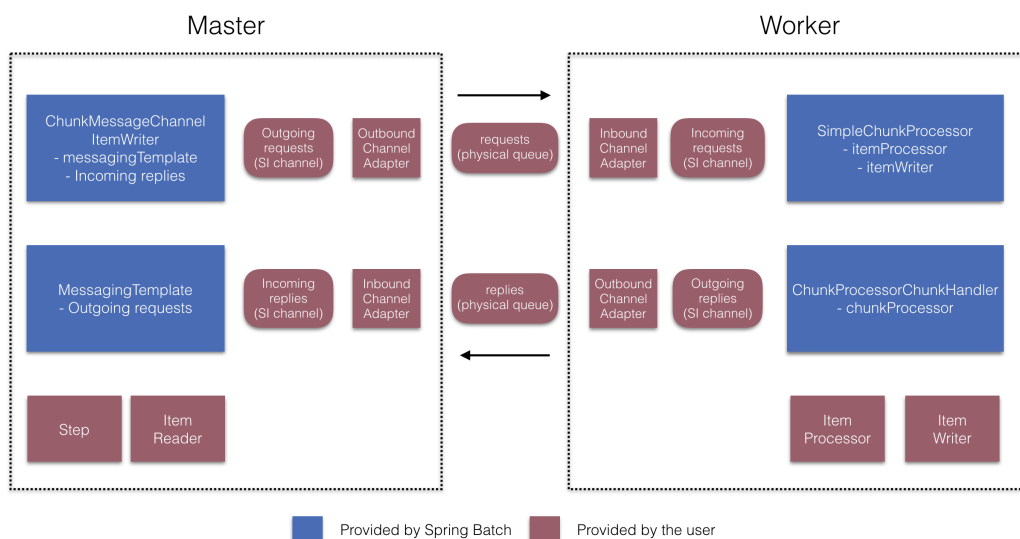 Master
Worker
ChunkMessageChannel
ItemWriter
- messagingTemplate
- Incoming replies
Outgoing
requests
(SI channel)
Outbound
Channel
Adapter
requests
(physical queue)
Inbound
Channel
Adapter
Incoming
requests
(SI channel)
SimpleChunkProcessor
- itemProcessor
- itemWriter
MessagingTemplate
- Outgoing requests
Incoming
replies
(SI channel)
Inbound
Channel
Adapter
replies
(physical queue)
Outbound
Channel
Adapter
Outgoing
replies
(SI channel)
ChunkProcessorChunkHandler
- chunkProcessor
Step
Item
Reader
Item
Processor
Item
Writer
Provided by Spring Batch
Provided by the user